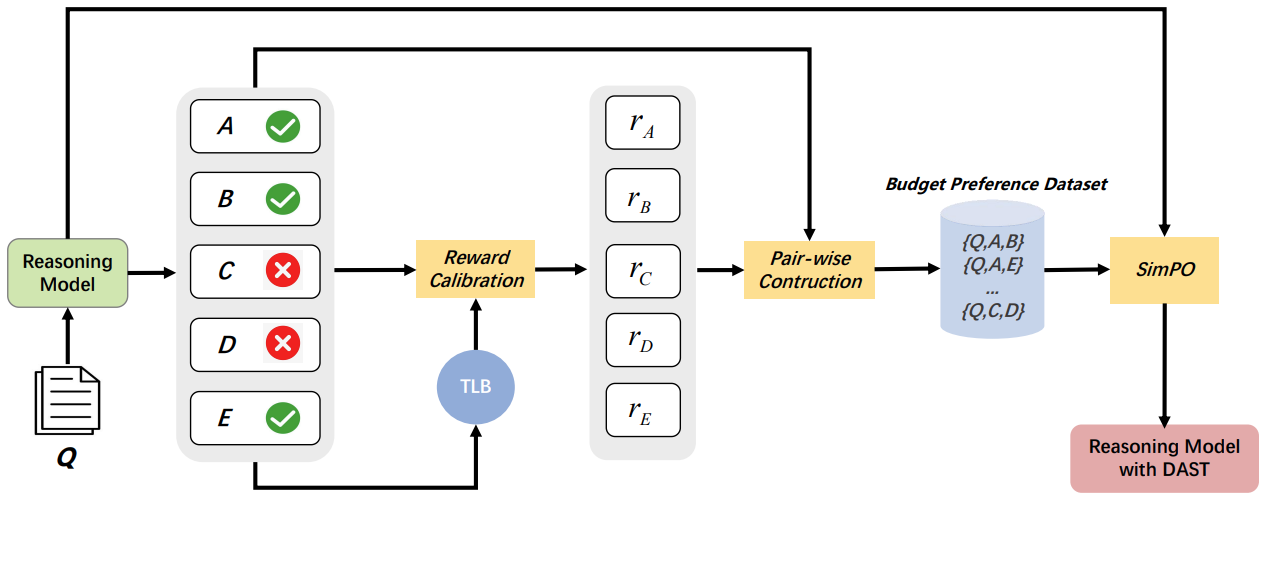 Reasoning
Model
Q
A
B
C
D
E
Reward
Calibration
TLB
r_A
r_B
r_C
r_D
r_E
Pair-wise
Contruction
Budget Preference Dataset
{Q,A,B}
{Q,A,E}
...
{Q,C,D}
SimPO
Reasoning Model
with DAST